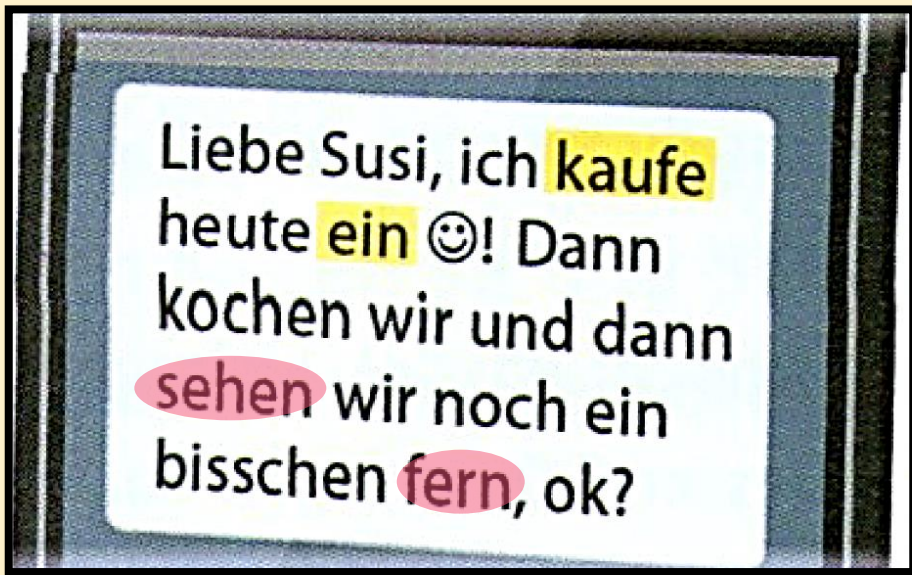 Liebe Susi, ich kaufe
heute ein ☺! Dann
kochen wir und dann
sehen wir noch ein
bisschen fern, ok?